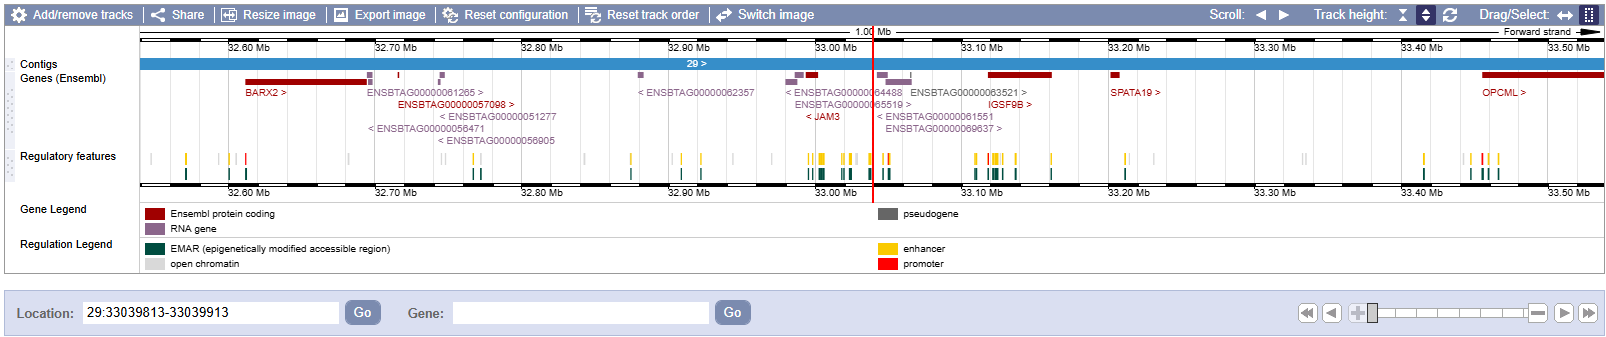 Add/remove tracks Share Resize image Export image Reset configuration Reset track order Switch image Scroll: Track height: Drag/Select:
1.00 Mb Forward strand
32.60 Mb 32.70 Mb 32.80 Mb 32.90 Mb 33.00 Mb 33.10 Mb 33.20 Mb 33.30 Mb 33.40 Mb 33.50 Mb
Contigs 29 >
Genes (Ensembl)
BARX2 > ENSBTAG00000061265 > < ENSBTAG00000062357 < ENSBTAG00000064488 ENSBTAG00000063521 > SPATA19 > OPCML >
ENSBTAG00000057098 > ENSBTAG00000065519 > IGSF9B >
< ENSBTAG00000051277 < JAM3 < ENSBTAG00000061551
< ENSBTAG00000056471 ENSBTAG00000069637 >
< ENSBTAG00000056905
Regulatory features
32.60 Mb 32.70 Mb 32.80 Mb 32.90 Mb 33.00 Mb 33.10 Mb 33.20 Mb 33.30 Mb 33.40 Mb 33.50 Mb
Gene Legend Ensembl protein coding pseudogene
RNA gene
Regulation Legend EMAR (epigenetically modified accessible region) enhancer
open chromatin promoter
Location: 29:33039813-33039913 Go Gene: Go